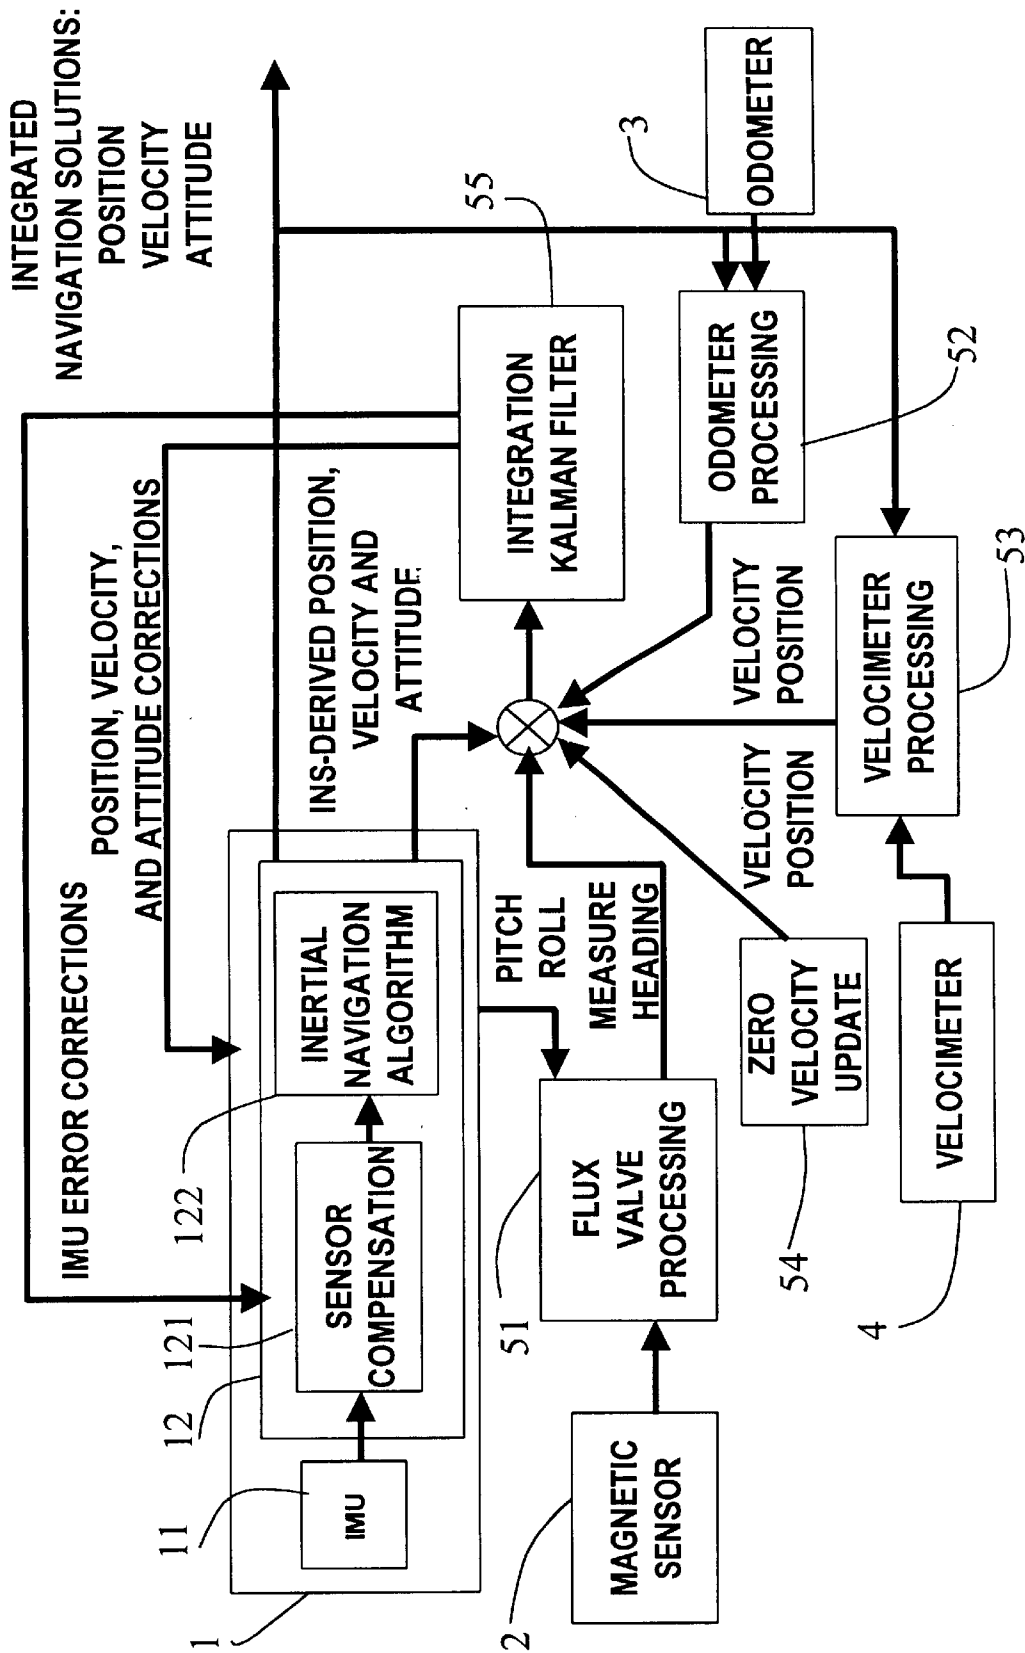 INTEGRATED
NAVIGATION SOLUTIONS:
POSITION
VELOCITY
ATTITUDE
IMU ERROR CORRECTIONS
POSITION, VELOCITY,
AND ATTITUDE CORRECTIONS
1
11
IMU
12
121
SENSOR
COMPENSATION
122
INERTIAL
NAVIGATION
ALGORITHM
INS-DERIVED POSITION,
VELOCITY AND
ATTITUDE.
55
INTEGRATION
KALMAN FILTER
PITCH
ROLL
MEASURE
HEADING
2
MAGNETIC
SENSOR
51
FLUX
VALVE
PROCESSING
3
ODOMETER
ODOMETER
PROCESSING
52
VELOCITY
POSITION
54
ZERO
VELOCITY
UPDATE
VELOCITY
POSITION
4
VELOCIMETER
VELOCIMETER
PROCESSING
53